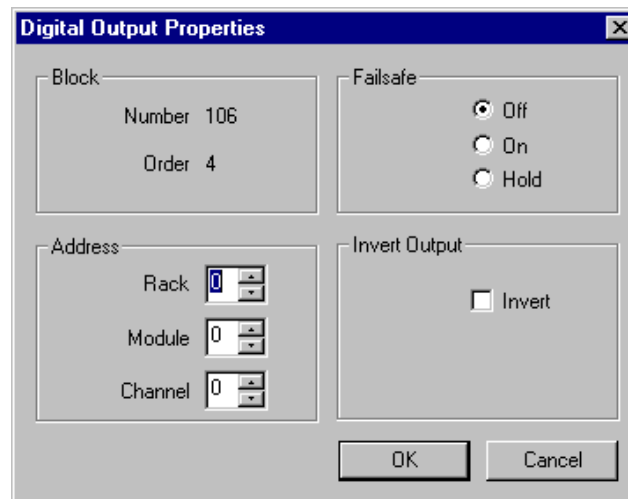 Digital Output Properties
Block
Number 106
Order 4
Failsafe
Off
On
Hold
Address
Rack 0
Module 0
Channel 0
Invert Output
Invert
OK
Cancel